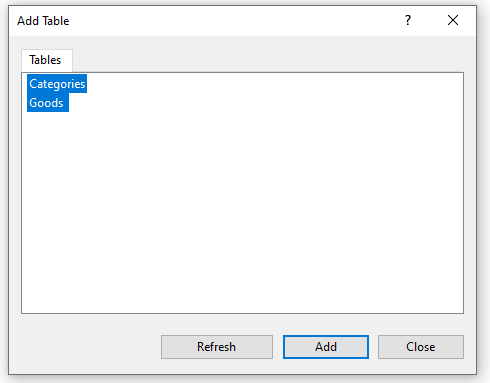 Add Table ?
Tables
Categories
Goods
Refresh Add Close